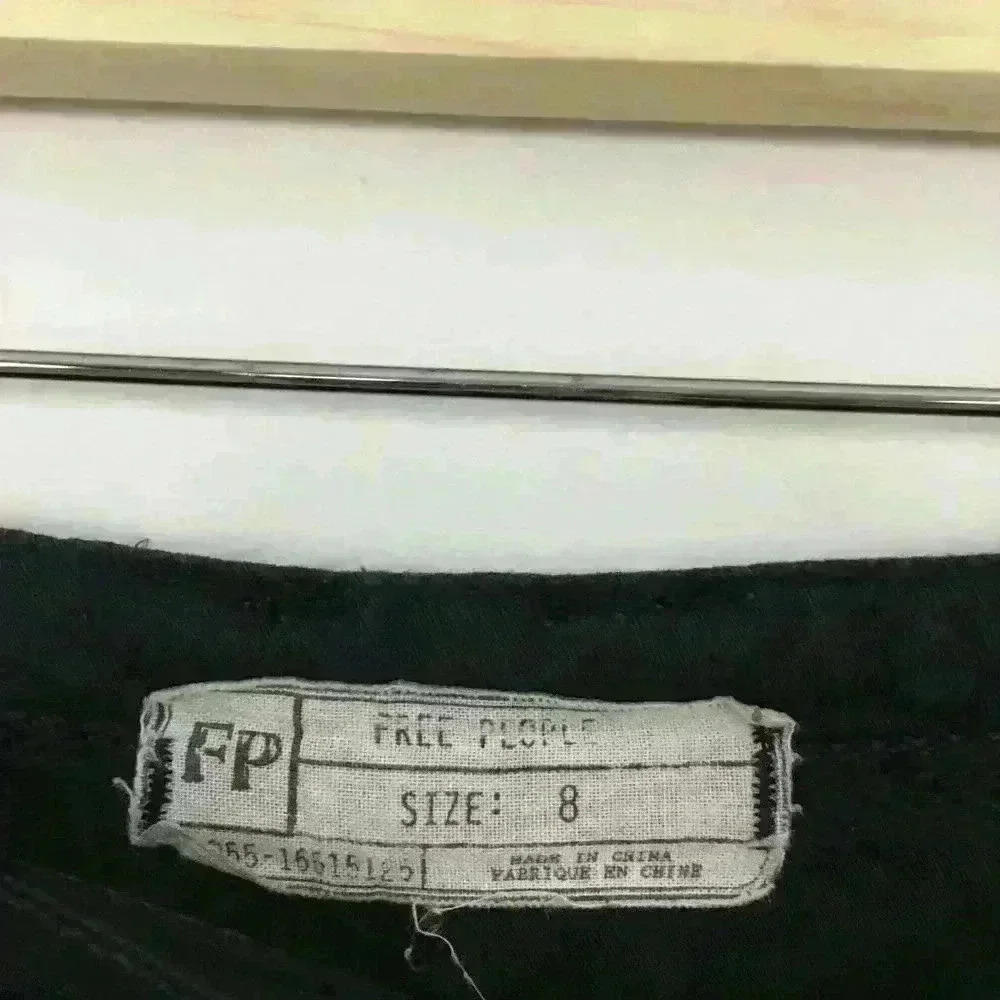 FP
FREE PEOPLE
SIZE: 8
MADE IN CHINA
FABRIQUE EN CHINE